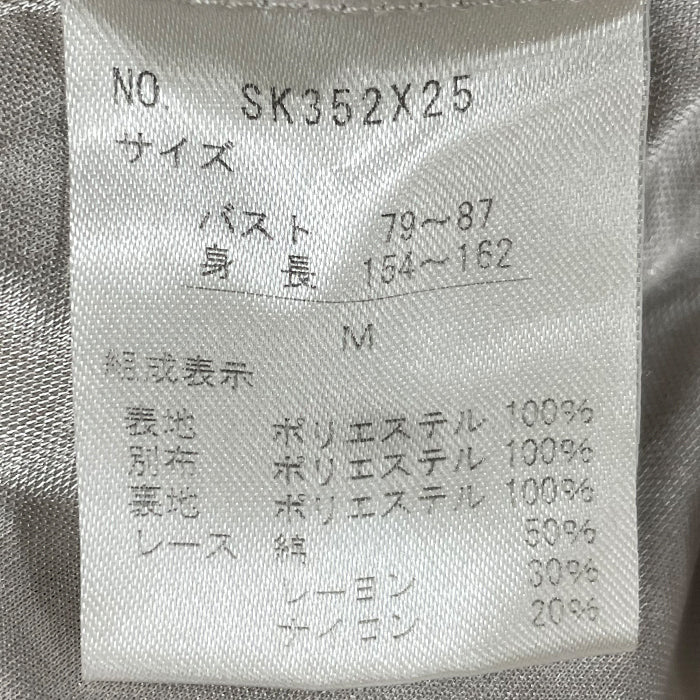 NO. SK352X25
サイズ
バスト 79～87
身長 154～162
M
組成表示
表地 ポリエステル 100%
別布 ポリエステル 100%
裏地 ポリエステル 100%
レース 綿 50%
レーヨン 30%
ナイロン 20%